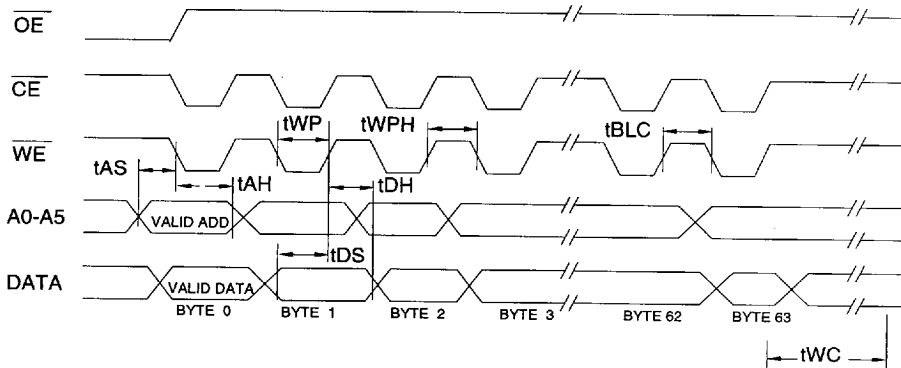 OE
CE
tWP tWPH tBLC
WE
tAS
tAH tDH
A0-A5 VALID ADD
tDS
DATA VALID DATA
BYTE 0 BYTE 1 BYTE 2 BYTE 3 BYTE 62 BYTE 63
tWC